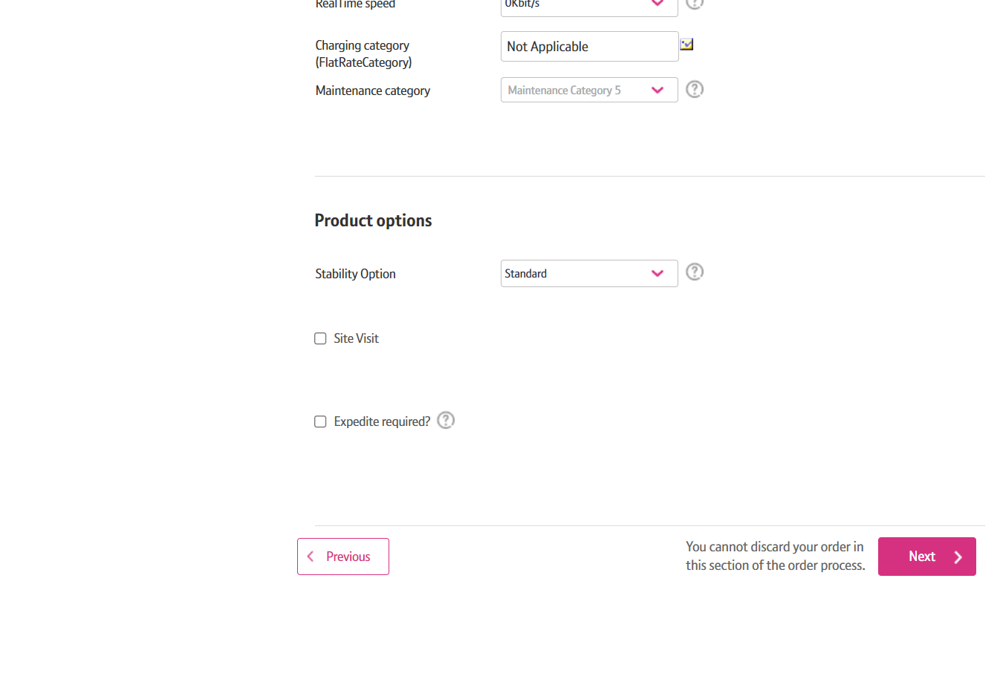 RealTime speed
0Kbit/s
Charging category
(FlatRateCategory)
Not Applicable
Maintenance category
Maintenance Category 5
Product options
Stability Option
Standard
Site Visit
Expedite required?
Previous
You cannot discard your order in
this section of the order process.
Next